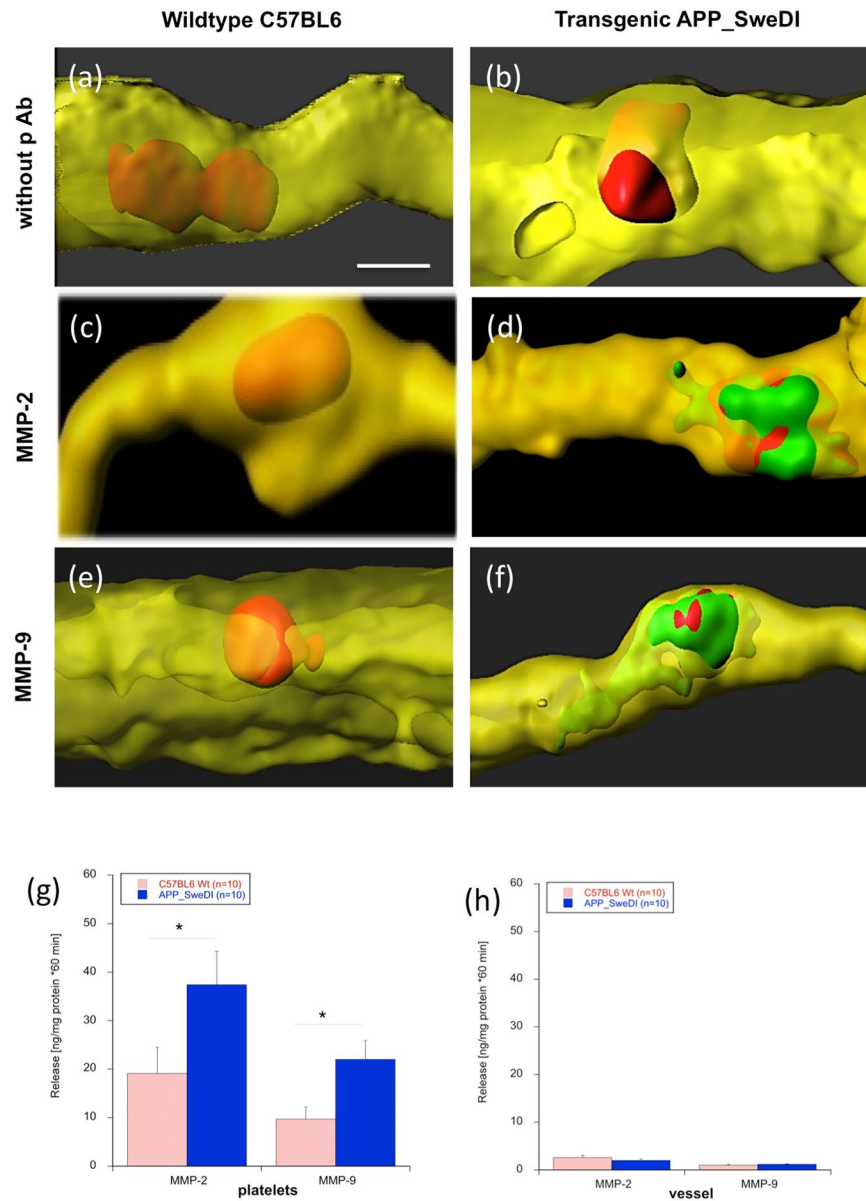 Wildtype C57BL6
Transgenic APP_SweDI
without p Ab
(a)
(b)
MMP-2
(c)
(d)
MMP-9
(e)
(f)
(g)
C57BL6 Wt (n=10)
APP_SweDI (n=10)
Release [ng/mg protein *60 min]
60
50
40
30
20
10
0
*
*
MMP-2
MMP-9
platelets
(h)
C57BL6 Wt (n=10)
APP_SweDI (n=10)
Release [ng/mg protein *60 min]
60
50
40
30
20
10
0
MMP-2
MMP-9
vessel